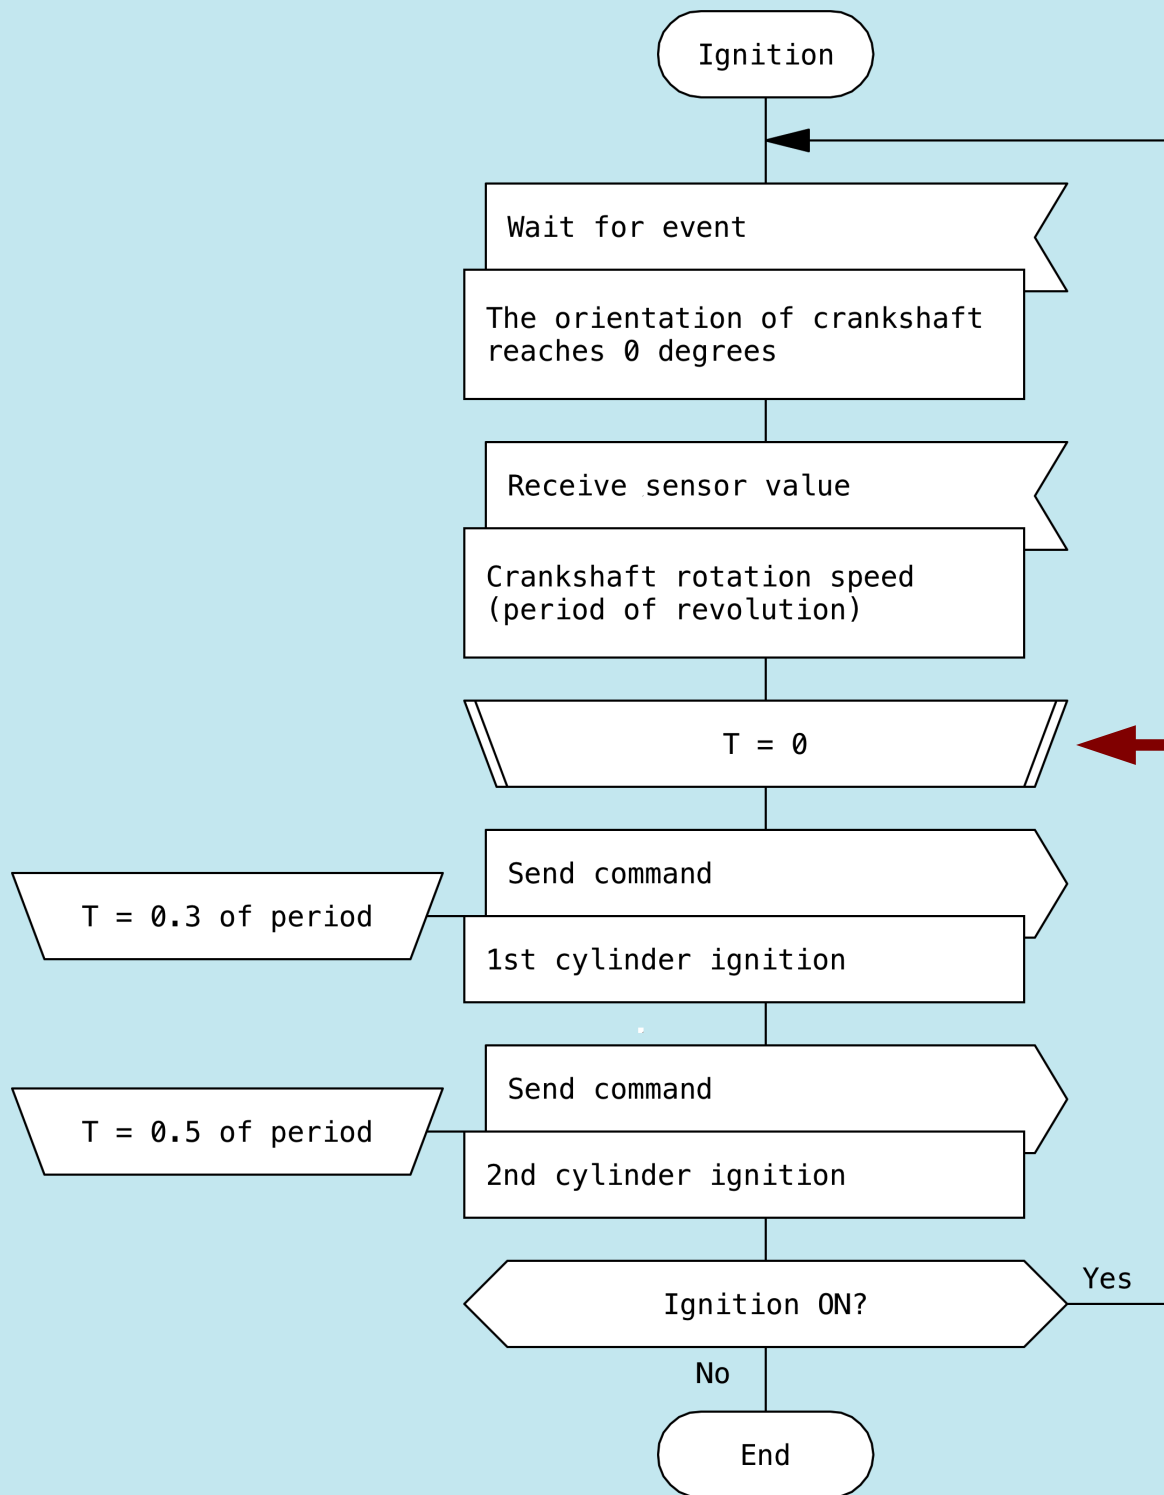 Ignition
Wait for event
The orientation of crankshaft
reaches 0 degrees
Receive sensor value
Crankshaft rotation speed
(period of revolution)
T = 0
Send command
T = 0.3 of period
1st cylinder ignition
Send command
T = 0.5 of period
2nd cylinder ignition
Yes
Ignition ON?
No
End